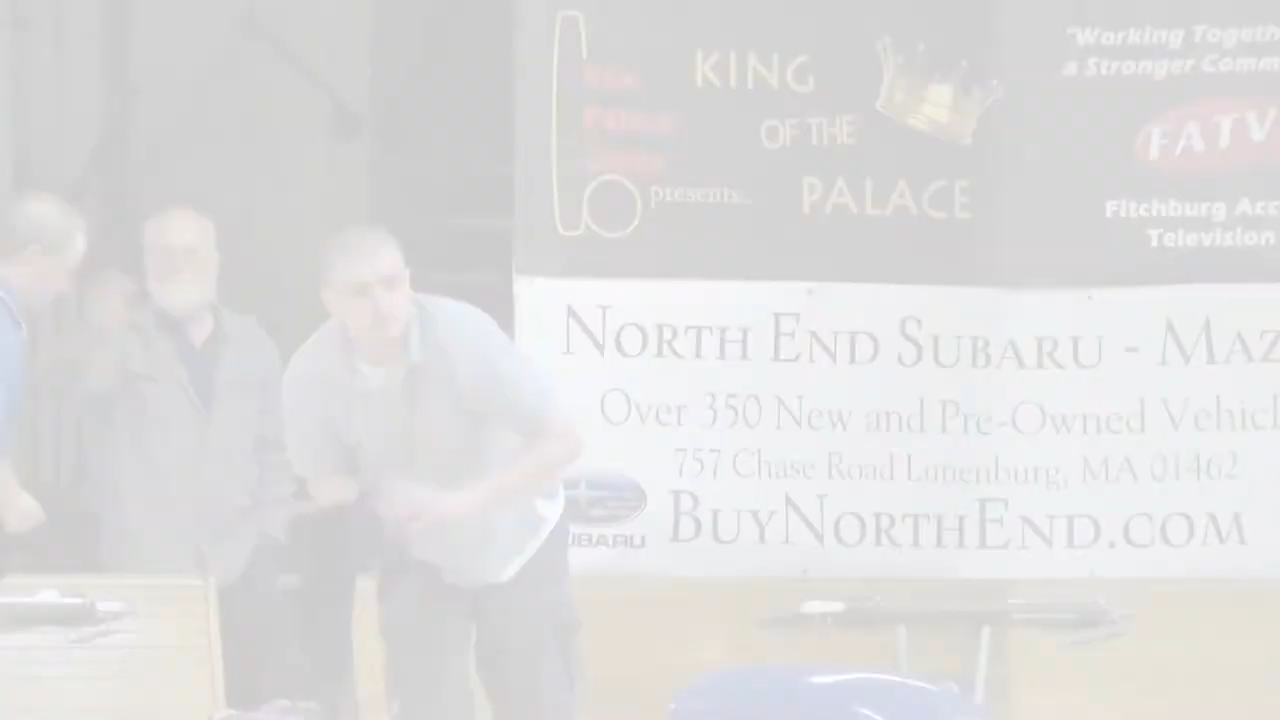 KING
OF THE
PALACE
presents...
"Working Togeth
a Stronger Comm
FATV
Fitchburg Acc
Television
NORTH END SUBARU - MAZ
Over 350 New and Pre-Owned Vehicl
757 Chase Road Lunenburg, MA 01462
UBARU
BUYNORTHEND.COM